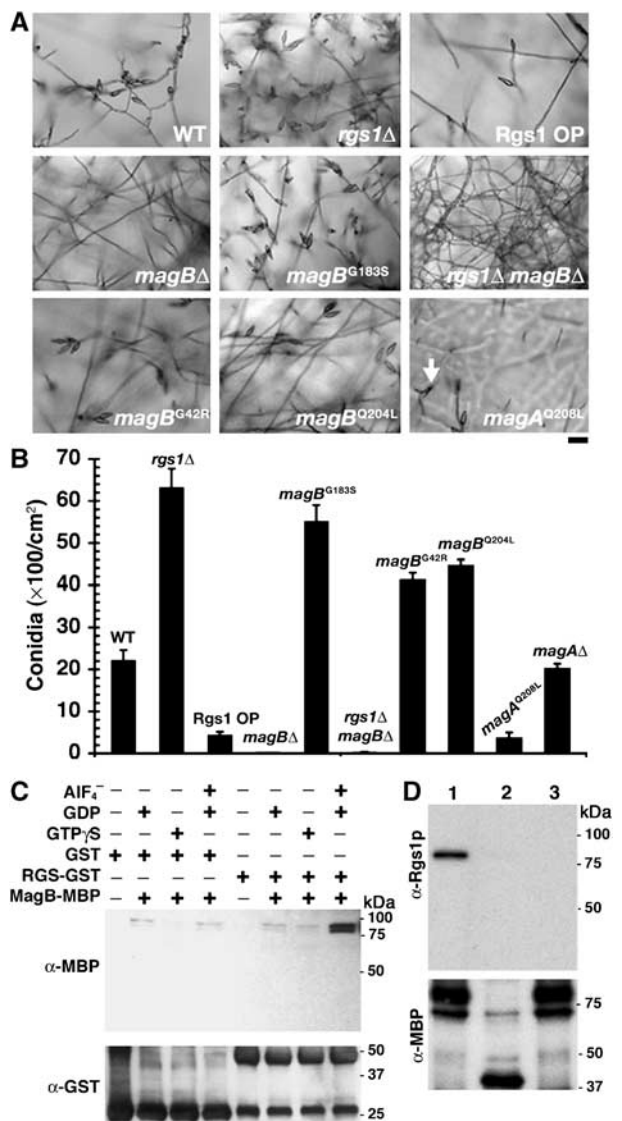 A
WT
rgs1Δ
Rgs1 OP
magBΔ
magB^G183S
rgs1Δ magBΔ
magB^G42R
magB^Q204L
magA^Q208L
B
Conidia (×100/cm²)
70
60
50
40
30
20
10
0
WT
rgs1Δ
Rgs1 OP
magBΔ
magB^G183S
rgs1Δ
magBΔ
magB^G42R
magB^Q204L
magA^Q208L
magAΔ
C
AlF₄⁻ – – – + – – – +
GDP – + – + – + – +
GTPγS – – + – – – + –
GST + + + + – – – –
RGS-GST – – – – + + + +
MagB-MBP – + + + – + + +
kDa
α-MBP
100
75
50
α-GST
50
37
25
D
1 2 3
kDa
α-Rgs1p
100
75
50
α-MBP
75
50
37